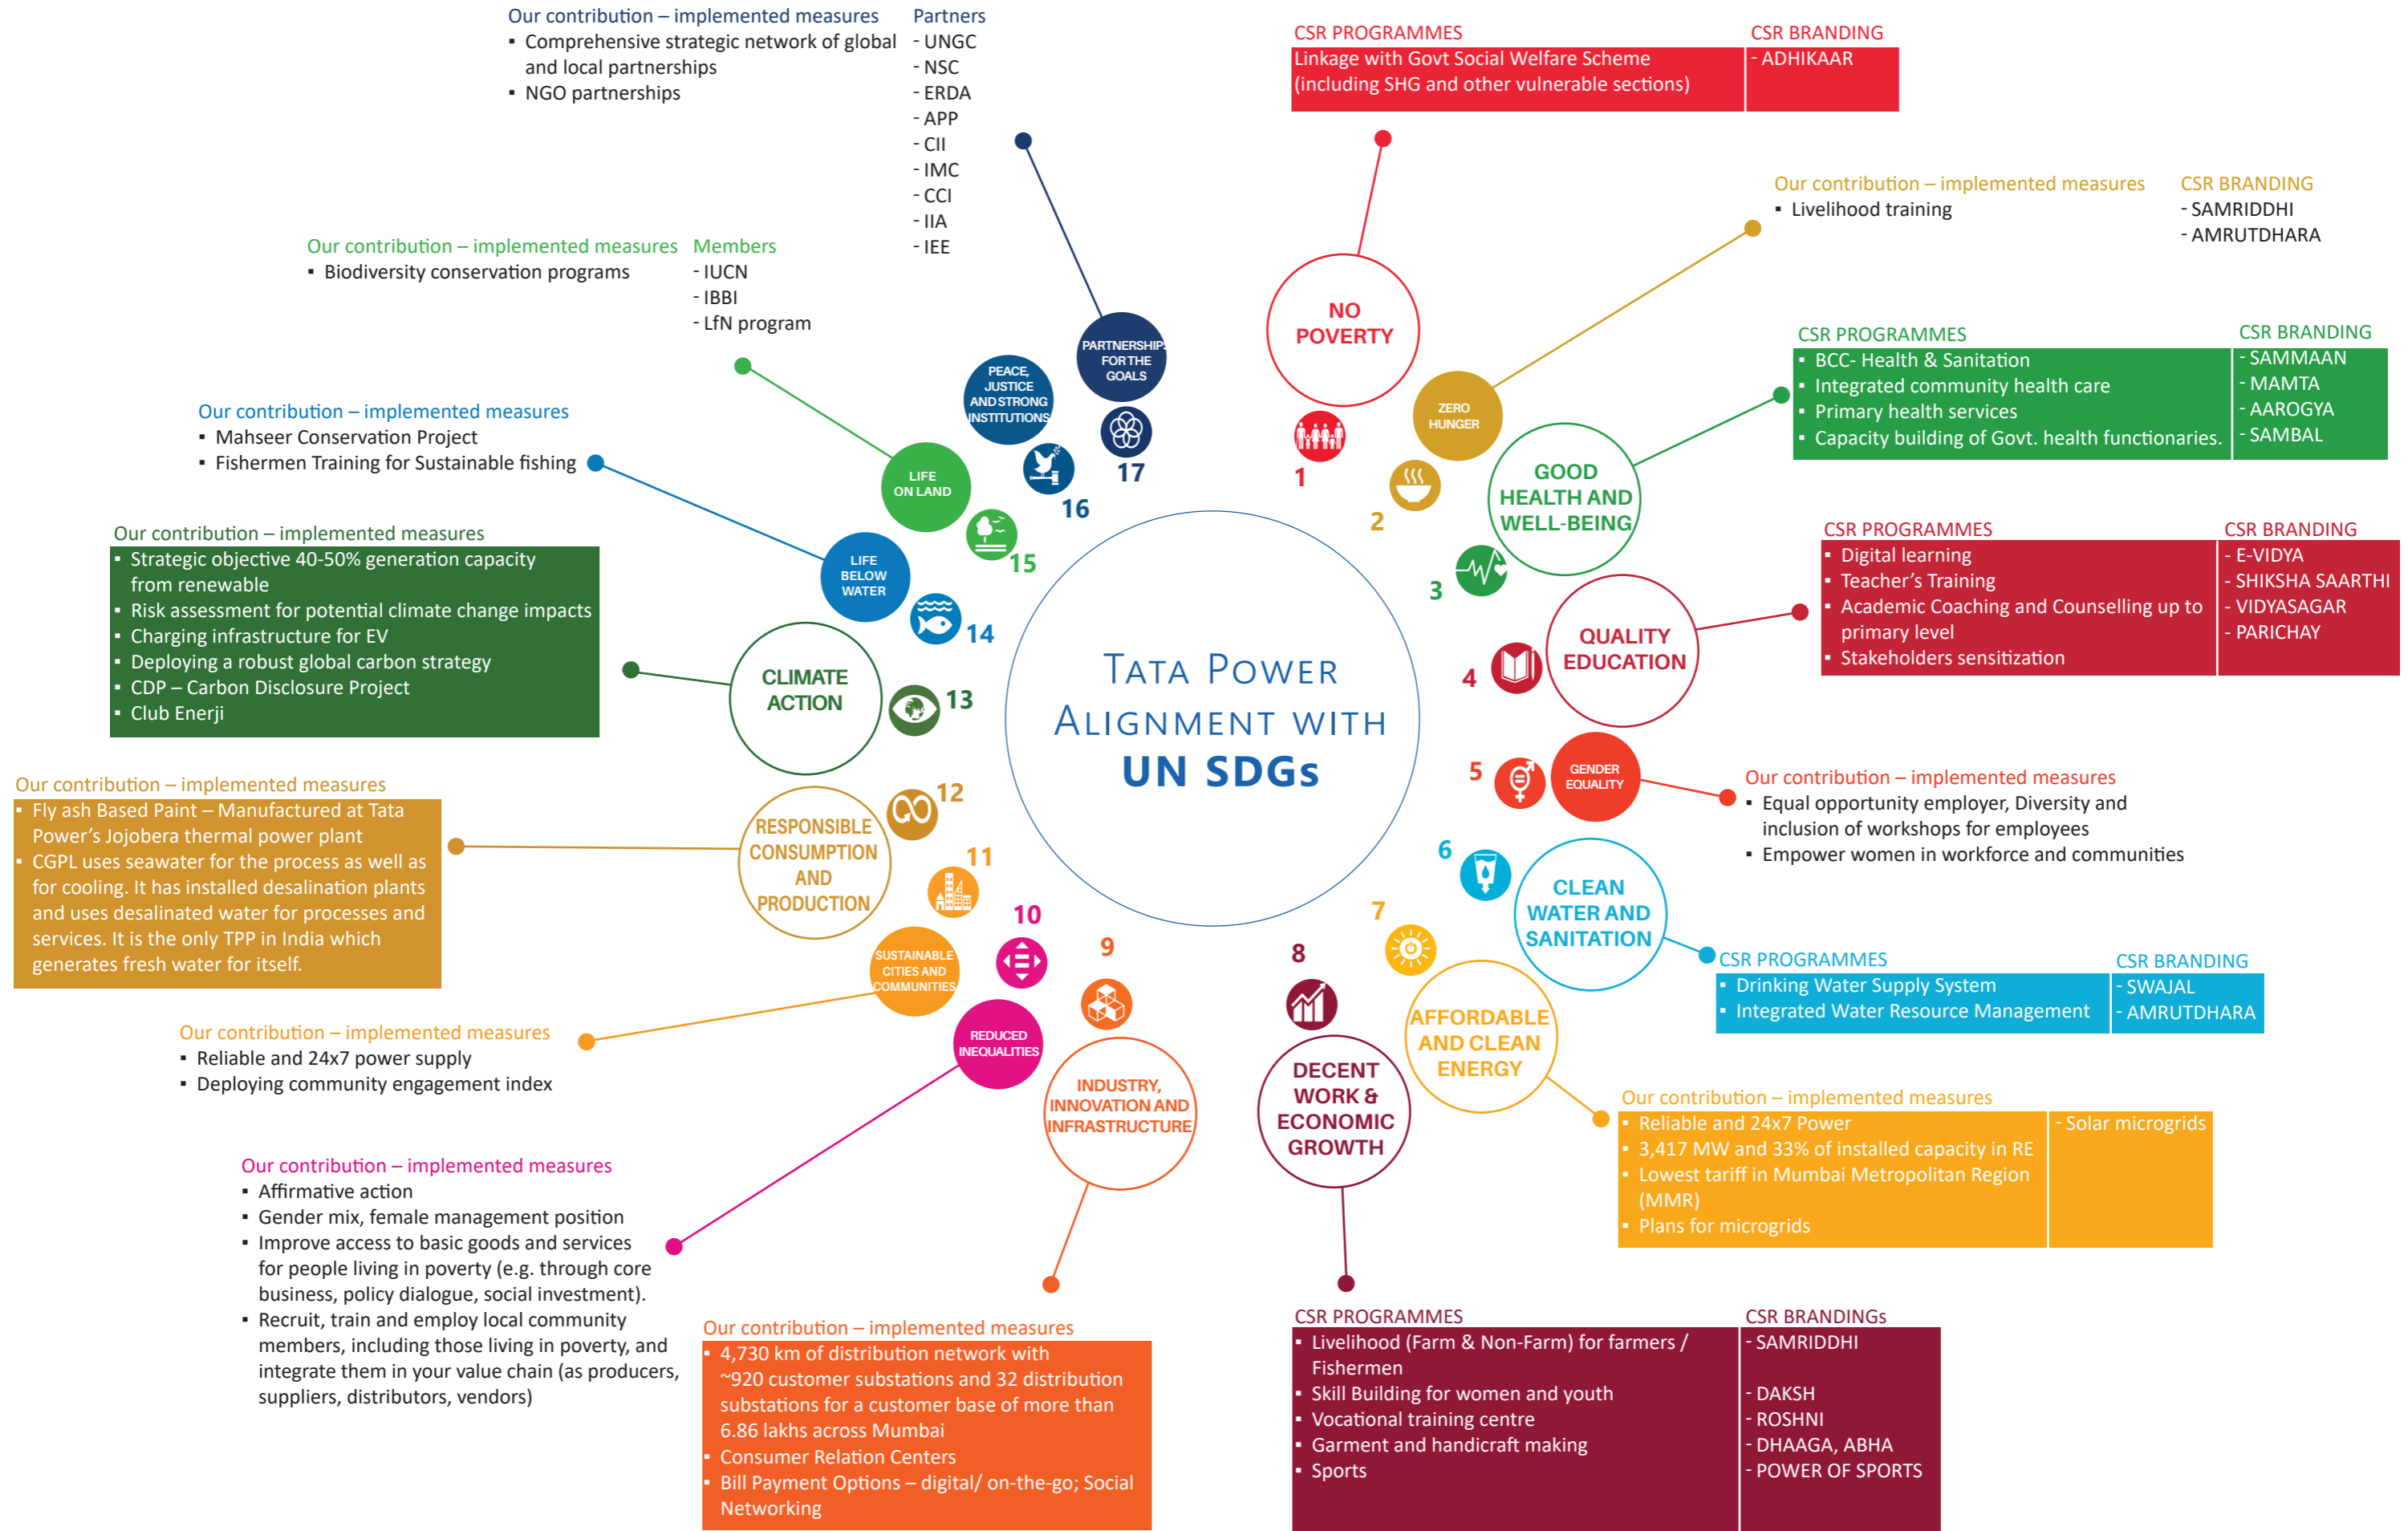 Our contribution – implemented measures
▪ Comprehensive strategic network of global
and local partnerships
▪ NGO partnerships
Partners
- UNGC
- NSC
- ERDA
- APP
- CII
- IMC
- CCI
- IIA
- IEE
CSR PROGRAMMES
Linkage with Govt Social Welfare Scheme
(including SHG and other vulnerable sections)
CSR BRANDING
- ADHIKAAR
Our contribution – implemented measures
▪ Livelihood training
CSR BRANDING
- SAMRIDDHI
- AMRUTDHARA
Our contribution – implemented measures
▪ Biodiversity conservation programs
Members
- IUCN
- IBBI
- LfN program
NO
POVERTY
1
ZERO
HUNGER
2
CSR PROGRAMMES
▪ BCC- Health & Sanitation
▪ Integrated community health care
▪ Primary health services
▪ Capacity building of Govt. health functionaries.
CSR BRANDING
- SAMMAAN
- MAMTA
- AAROGYA
- SAMBAL
GOOD
HEALTH AND
WELL-BEING
3
PARTNERSHIPS
FOR THE
GOALS
17
PEACE,
JUSTICE
AND STRONG
INSTITUTIONS
16
LIFE
ON LAND
15
Our contribution – implemented measures
▪ Mahseer Conservation Project
▪ Fishermen Training for Sustainable fishing
LIFE
BELOW
WATER
14
CSR PROGRAMMES
▪ Digital learning
▪ Teacher's Training
▪ Academic Coaching and Counselling up to
primary level
▪ Stakeholders sensitization
CSR BRANDING
- E-VIDYA
- SHIKSHA SAARTHI
- VIDYASAGAR
- PARICHAY
QUALITY
EDUCATION
4
Our contribution – implemented measures
▪ Strategic objective 40-50% generation capacity
from renewable
▪ Risk assessment for potential climate change impacts
▪ Charging infrastructure for EV
▪ Deploying a robust global carbon strategy
▪ CDP – Carbon Disclosure Project
▪ Club Enerji
CLIMATE
ACTION
13
TATA POWER
ALIGNMENT WITH
UN SDGs
5
GENDER
EQUALITY
Our contribution – implemented measures
▪ Equal opportunity employer, Diversity and
inclusion of workshops for employees
▪ Empower women in workforce and communities
Our contribution – implemented measures
▪ Fly ash Based Paint – Manufactured at Tata
Power's Jojobera thermal power plant
▪ CGPL uses seawater for the process as well as
for cooling. It has installed desalination plants
and uses desalinated water for processes and
services. It is the only TPP in India which
generates fresh water for itself.
RESPONSIBLE
CONSUMPTION
AND
PRODUCTION
12
6
CLEAN
WATER AND
SANITATION
CSR PROGRAMMES
▪ Drinking Water Supply System
▪ Integrated Water Resource Management
CSR BRANDING
- SWAJAL
- AMRUTDHARA
11
SUSTAINABLE
CITIES AND
COMMUNITIES
Our contribution – implemented measures
▪ Reliable and 24x7 power supply
▪ Deploying community engagement index
10
REDUCED
INEQUALITIES
Our contribution – implemented measures
▪ Affirmative action
▪ Gender mix, female management position
▪ Improve access to basic goods and services
for people living in poverty (e.g. through core
business, policy dialogue, social investment).
▪ Recruit, train and employ local community
members, including those living in poverty, and
integrate them in your value chain (as producers,
suppliers, distributors, vendors)
9
INDUSTRY,
INNOVATION AND
INFRASTRUCTURE
Our contribution – implemented measures
▪ 4,730 km of distribution network with
~920 customer substations and 32 distribution
substations for a customer base of more than
6.86 lakhs across Mumbai
▪ Consumer Relation Centers
▪ Bill Payment Options – digital/ on-the-go; Social
Networking
8
DECENT
WORK &
ECONOMIC
GROWTH
CSR PROGRAMMES
▪ Livelihood (Farm & Non-Farm) for farmers /
Fishermen
▪ Skill Building for women and youth
▪ Vocational training centre
▪ Garment and handicraft making
▪ Sports
CSR BRANDINGs
- SAMRIDDHI
- DAKSH
- ROSHNI
- DHAAGA, ABHA
- POWER OF SPORTS
7
AFFORDABLE
AND CLEAN
ENERGY
Our contribution – implemented measures
▪ Reliable and 24x7 Power
▪ 3,417 MW and 33% of installed capacity in RE
▪ Lowest tariff in Mumbai Metropolitan Region
(MMR)
▪ Plans for microgrids
- Solar microgrids